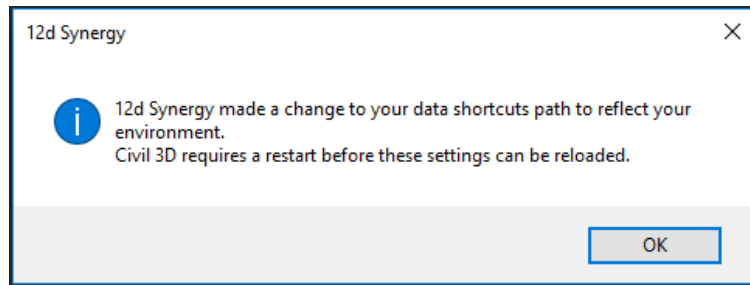 12d Synergy
12d Synergy made a change to your data shortcuts path to reflect your
environment.
Civil 3D requires a restart before these settings can be reloaded.
OK